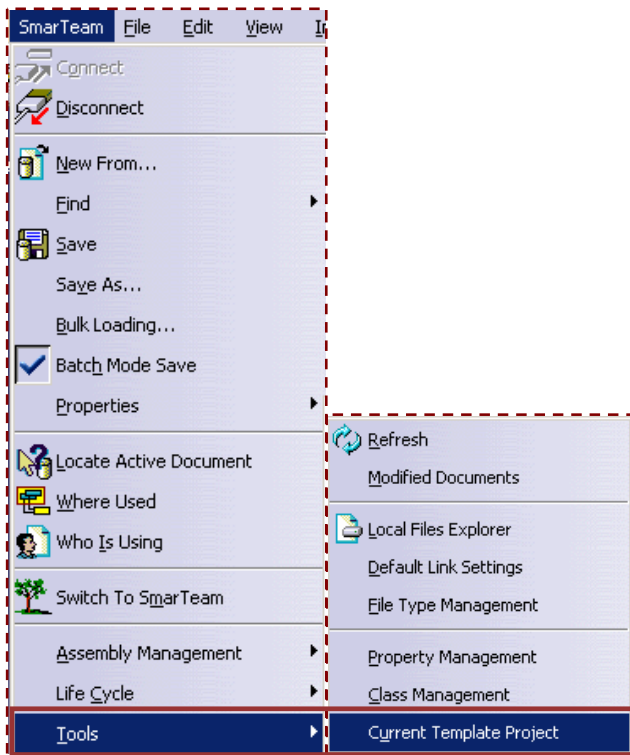 SmarTeam File Edit View
Connect
Disconnect
New From...
Find
Save
Save As...
Bulk Loading...
Batch Mode Save
Properties
Locate Active Document
Where Used
Who Is Using
Switch To SmarTeam
Assembly Management
Life Cycle
Tools
Refresh
Modified Documents
Local Files Explorer
Default Link Settings
File Type Management
Property Management
Class Management
Current Template Project